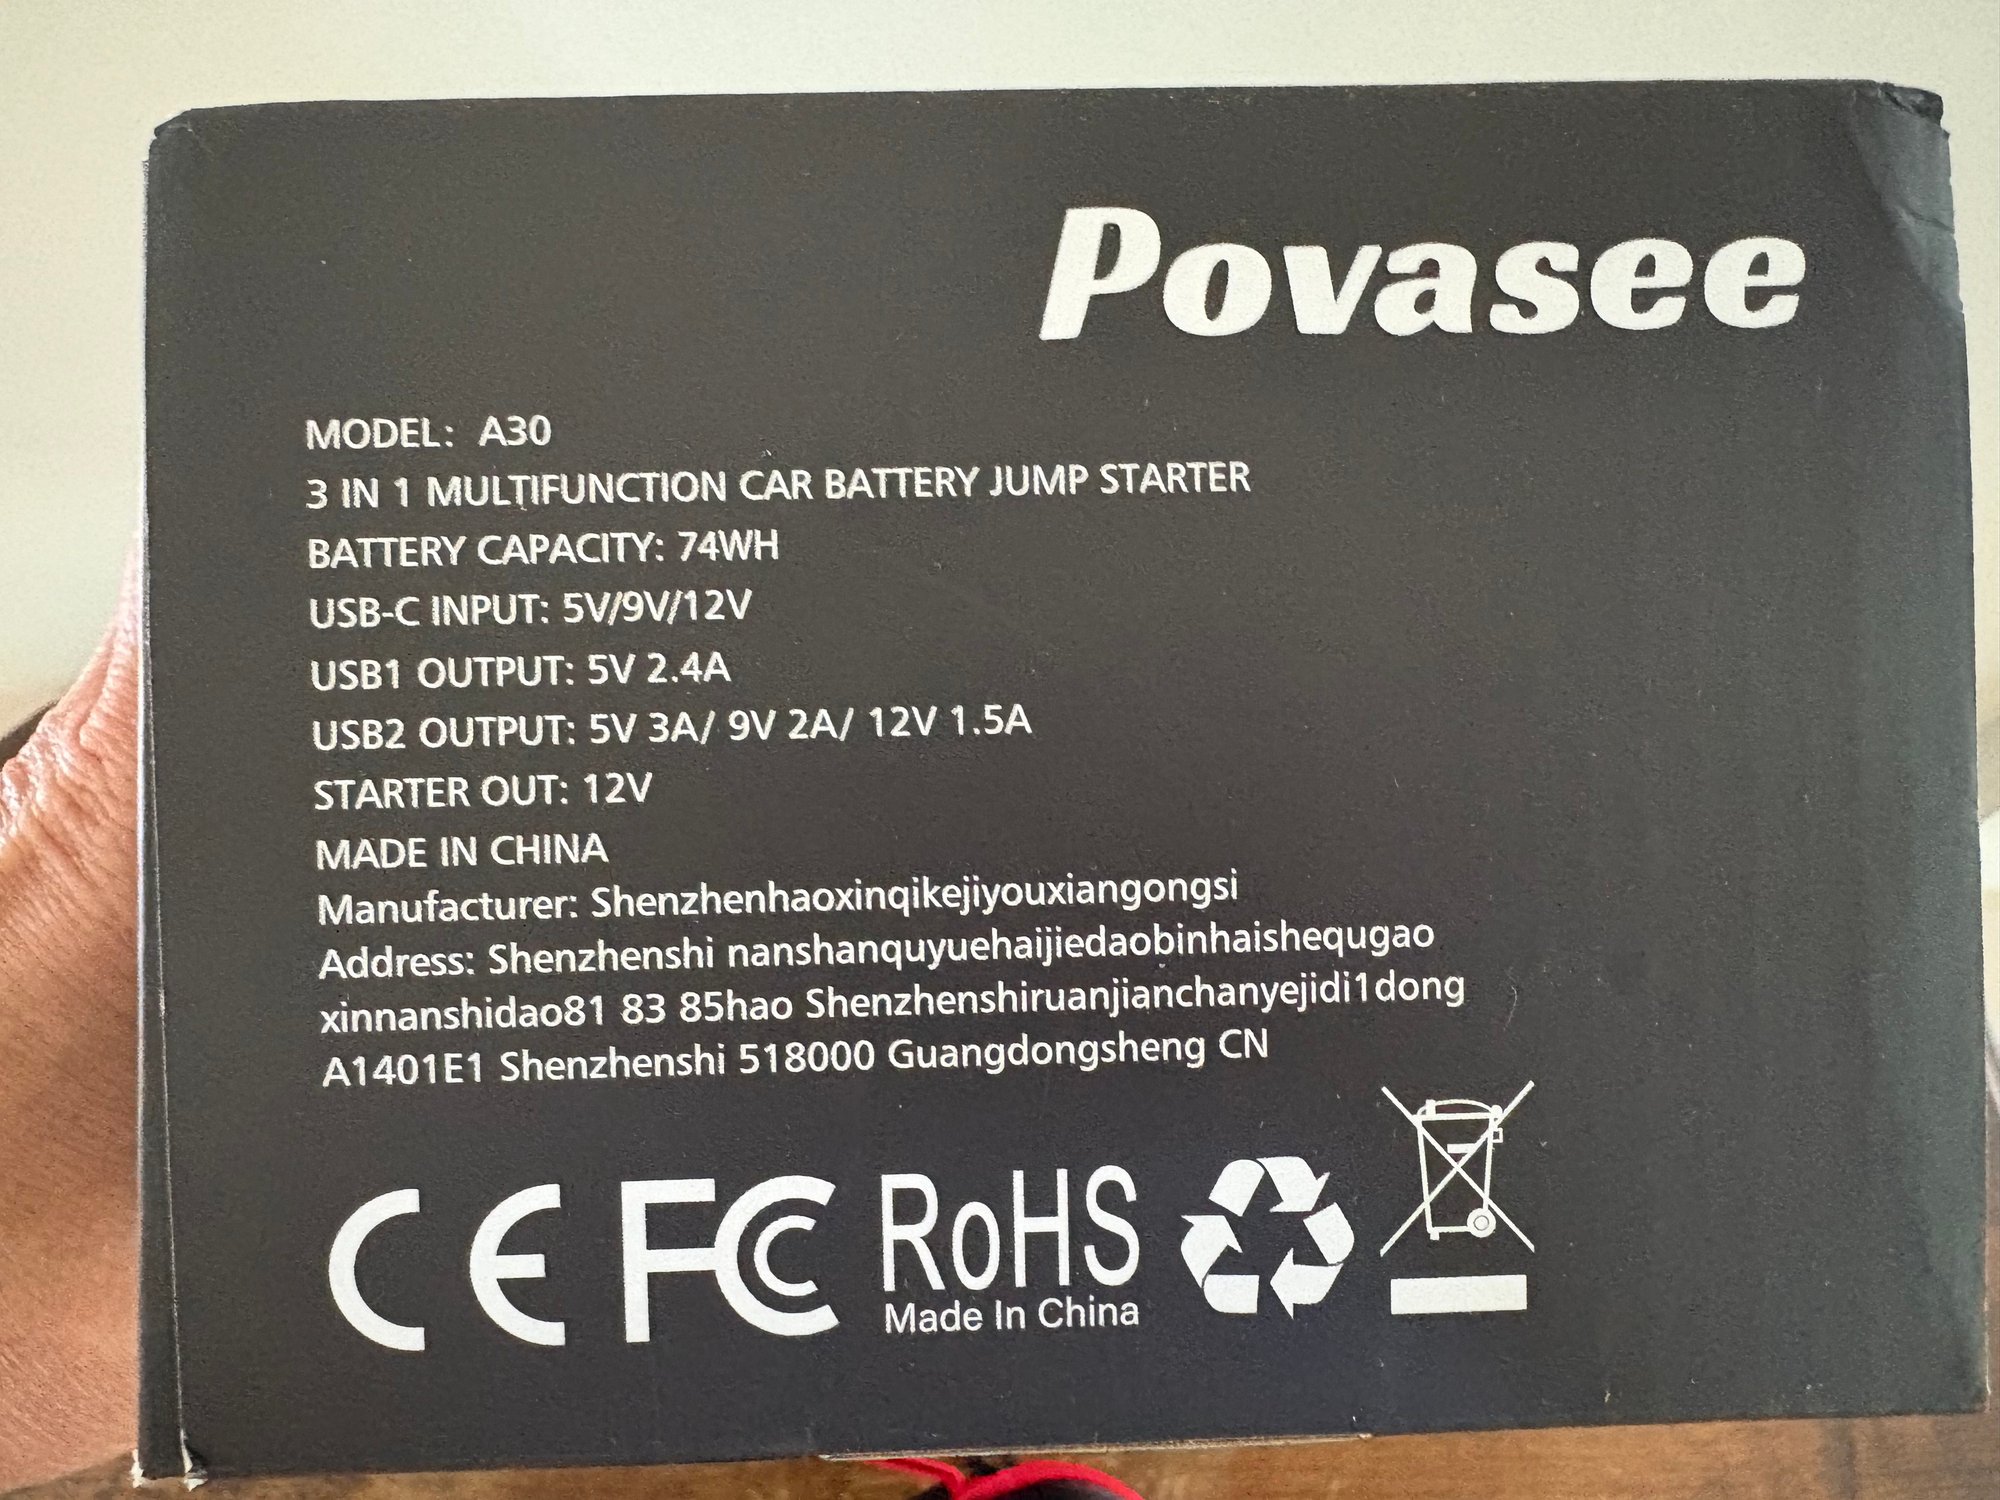 Povasee
MODEL: A30
3 IN 1 MULTIFUNCTION CAR BATTERY JUMP STARTER
BATTERY CAPACITY: 74WH
USB-C INPUT: 5V/9V/12V
USB1 OUTPUT: 5V 2.4A
USB2 OUTPUT: 5V 3A/ 9V 2A/ 12V 1.5A
STARTER OUT: 12V
MADE IN CHINA
Manufacturer: Shenzhenhaoxinqikejiyouxiangongsi
Address: Shenzhenshi nanshanquyuehaijiedaobinhaishequgao
xinnanshidao81 83 85hao Shenzhenshiruanjianchanyejidi1dong
A1401E1 Shenzhenshi 518000 Guangdongsheng CN
CE FCC RoHS
Made In China